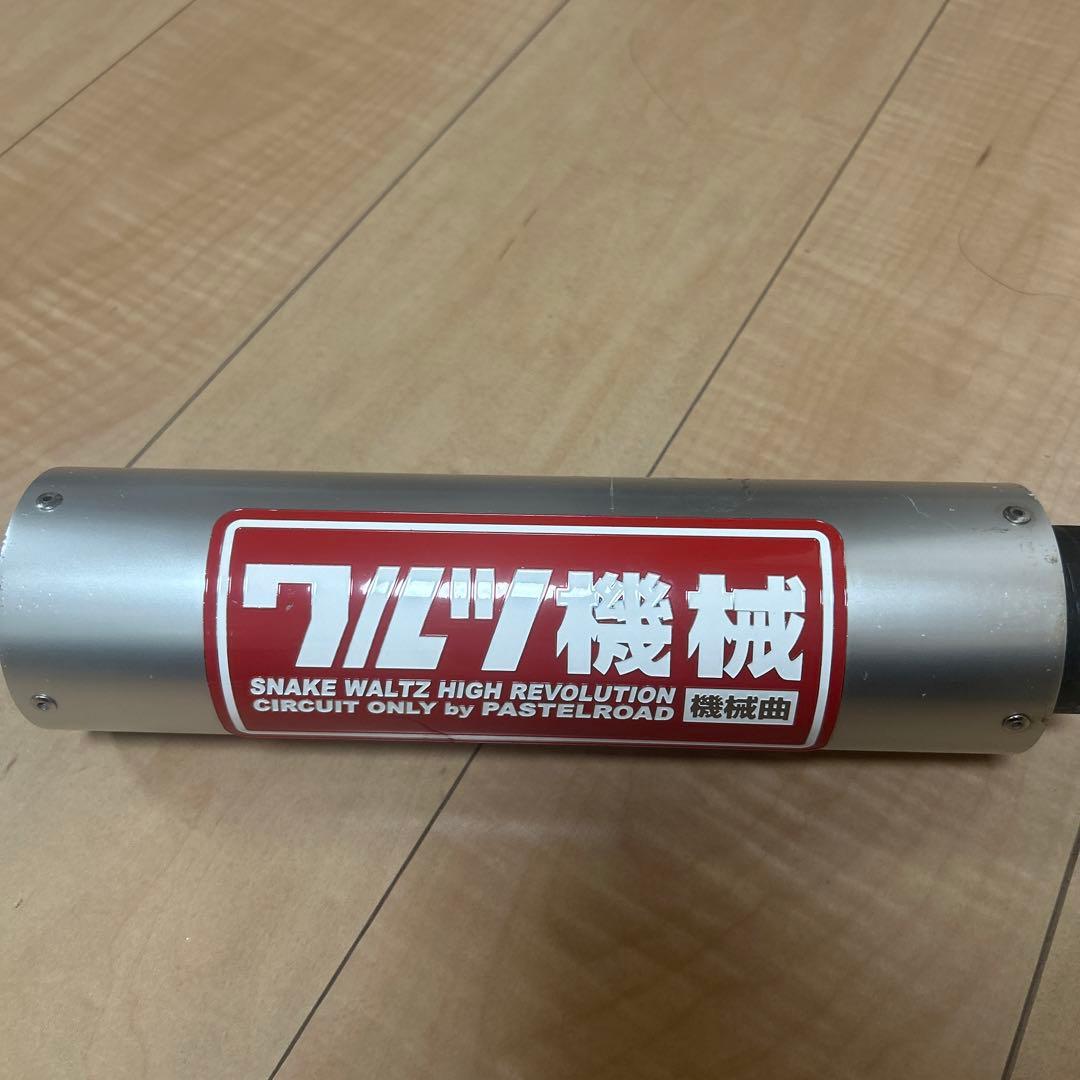 ワルツ機械
SNAKE WALTZ HIGH REVOLUTION
CIRCUIT ONLY by PASTELROAD 機械曲